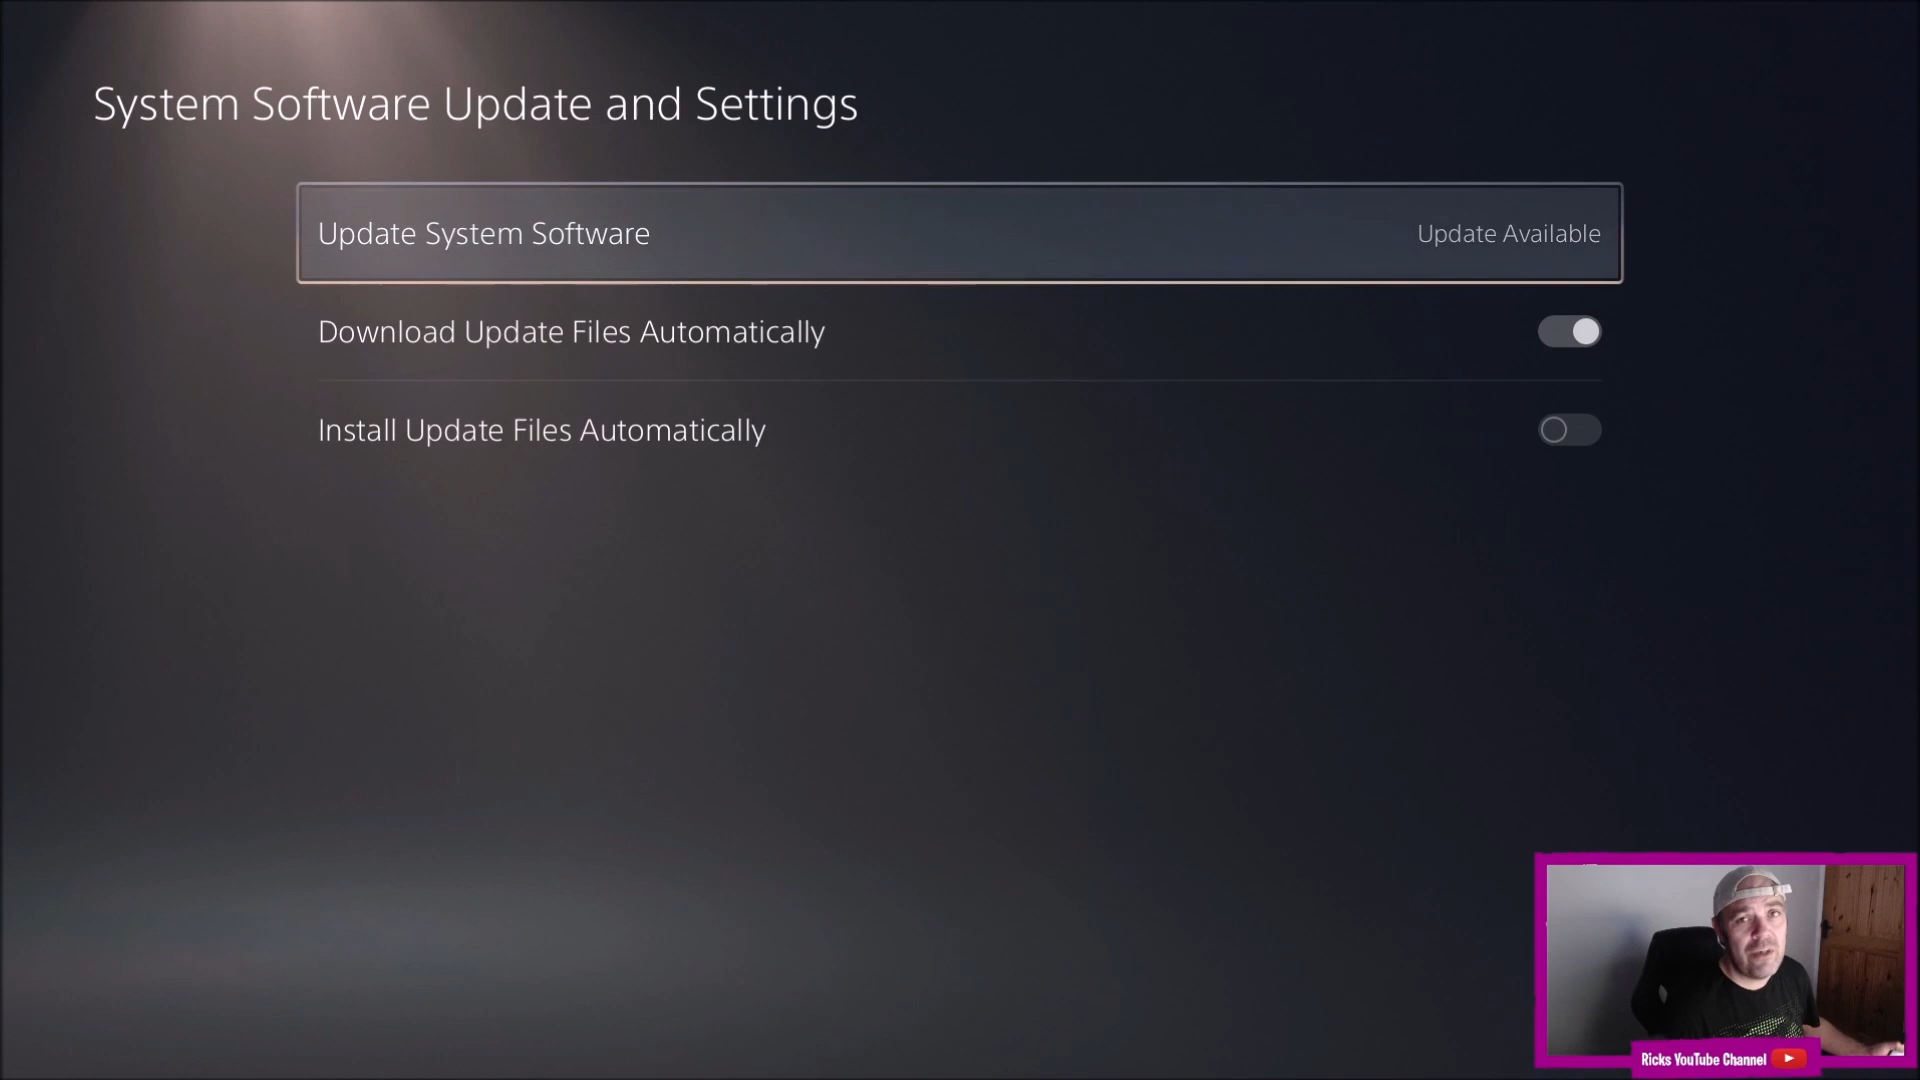 System Software Update and Settings
Update System Software
Update Available
Download Update Files Automatically
Install Update Files Automatically
Ricks YouTube Channel